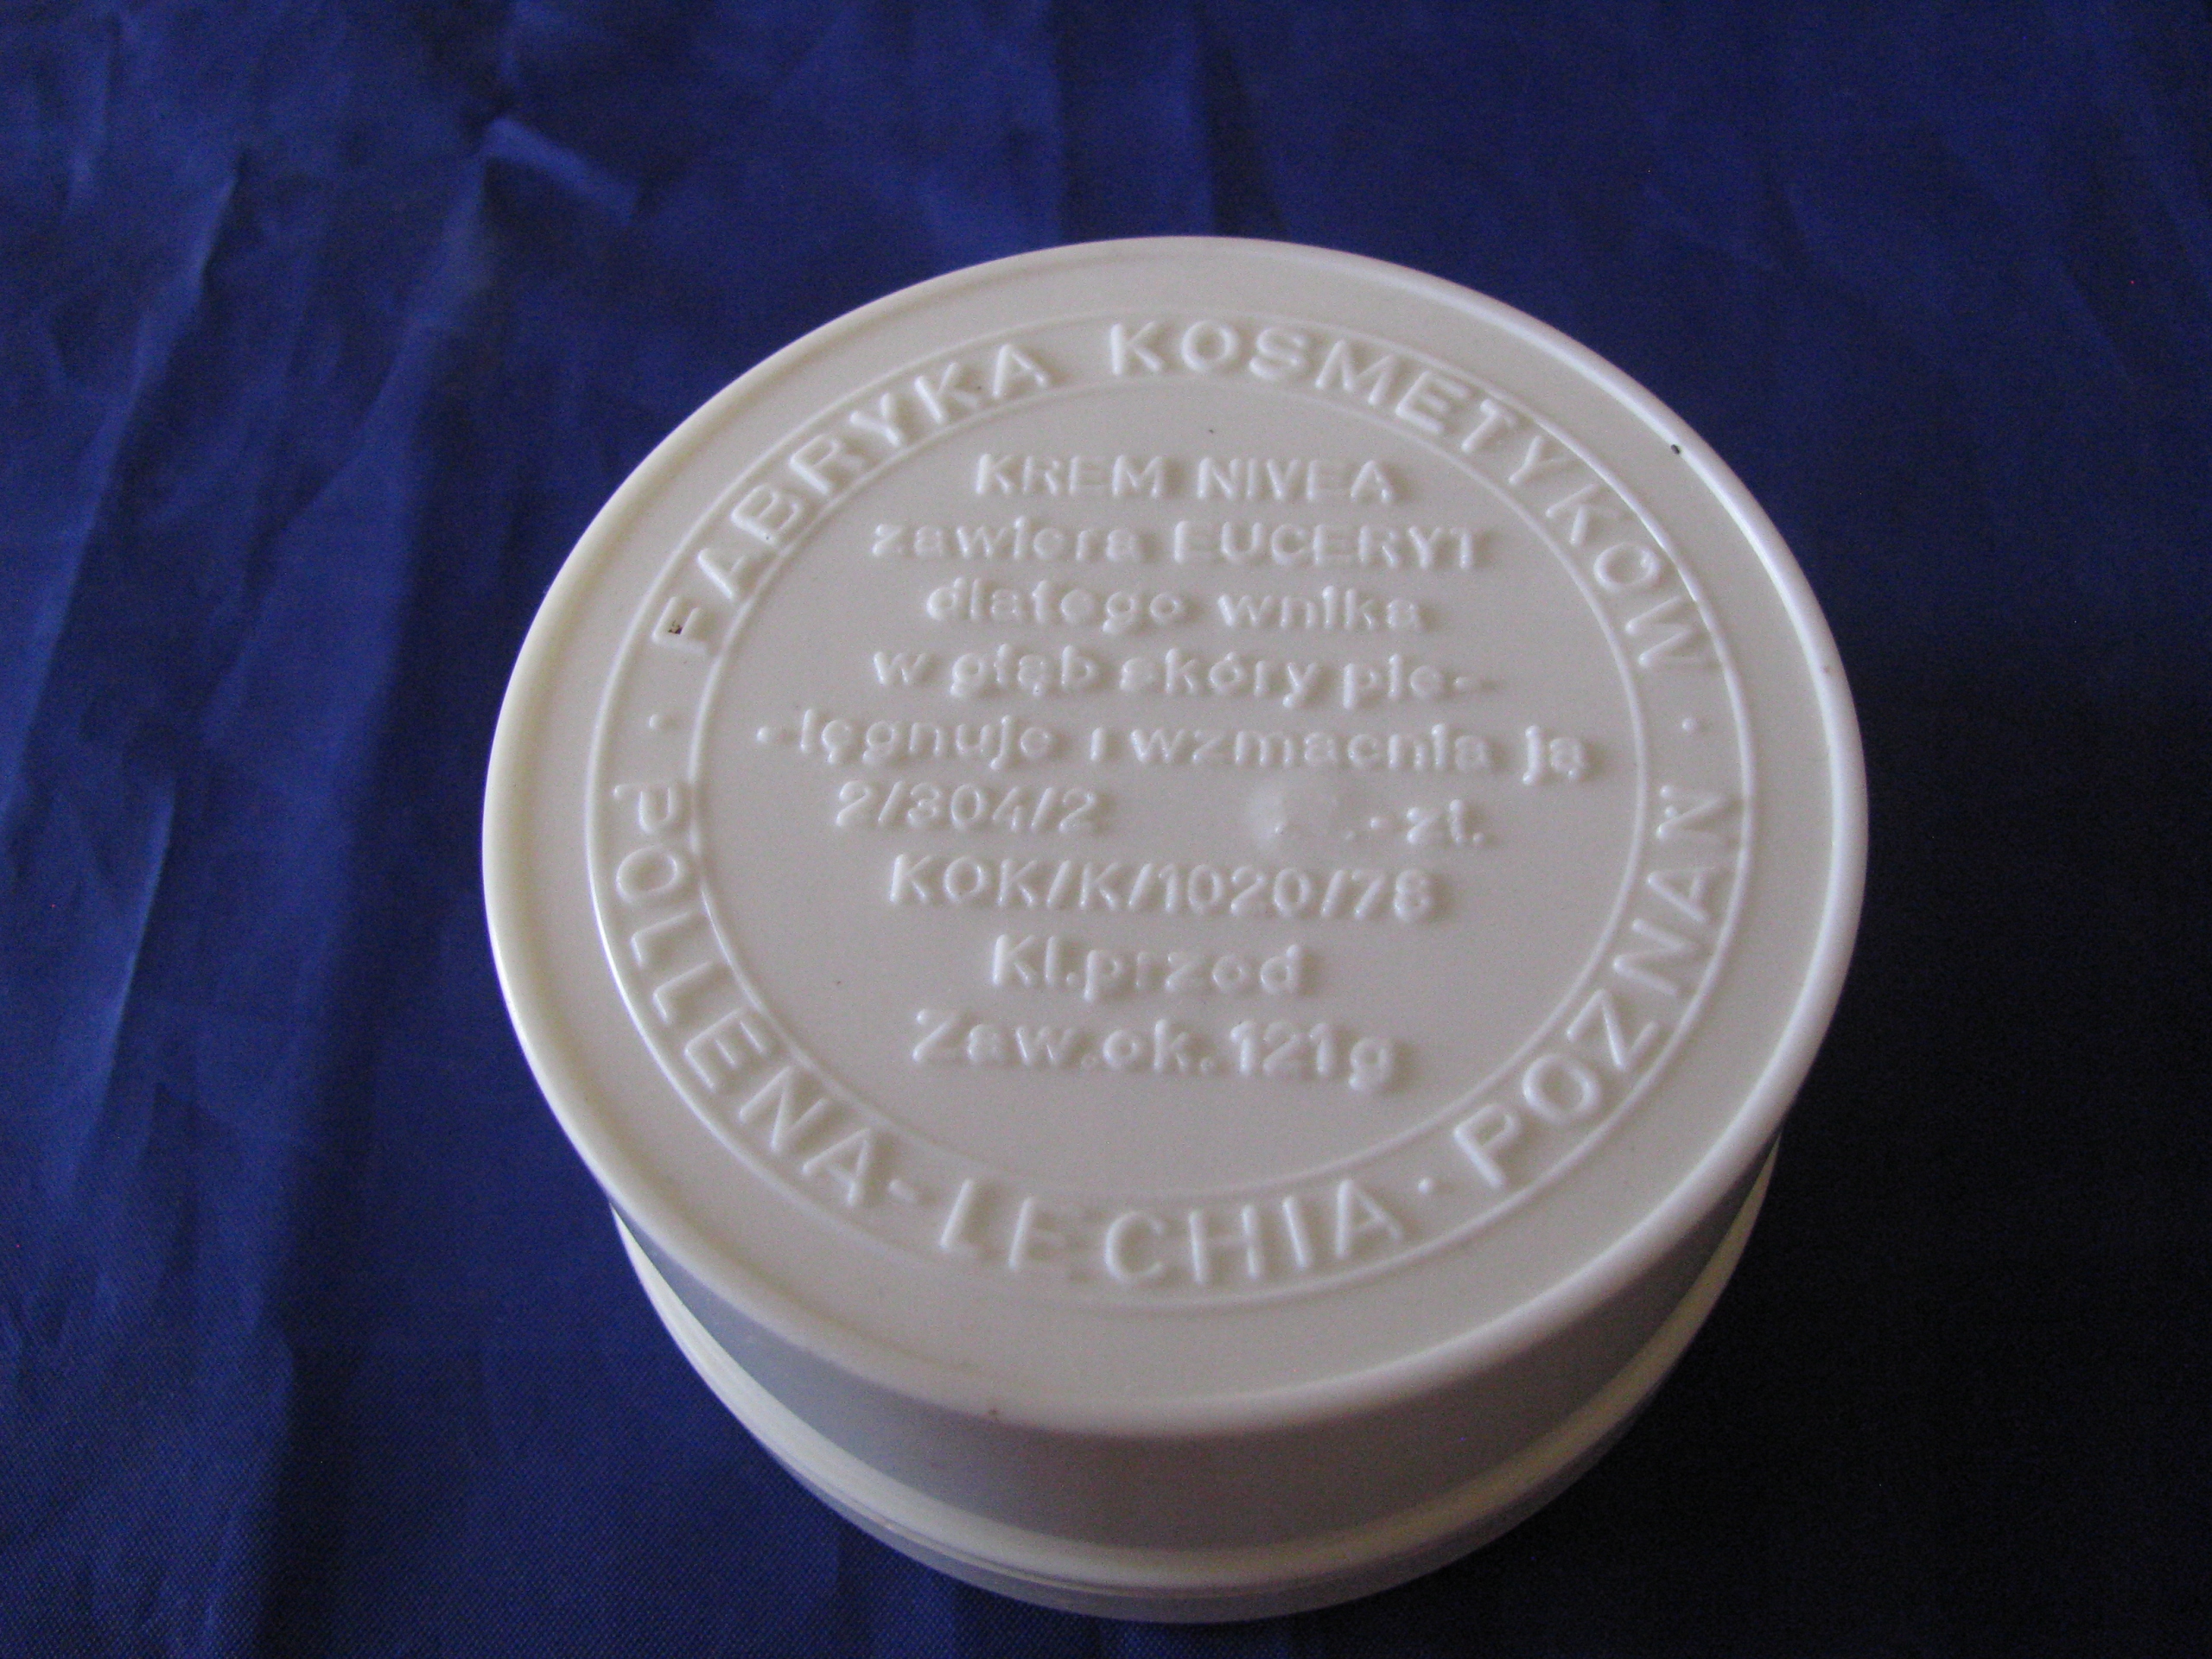 FABRYKA KOSMETYKÓW
KREM NIVEA
zawiera EUCERYT
dlatego wnika
w głąb skóry pie-
-lęgnuje i wzmacnia ją
2/304/2 zł.
KOK/K/1020/78
Kl.przod
Zaw.ok.121g
POLLENA-LECHIA · POZNAŃ